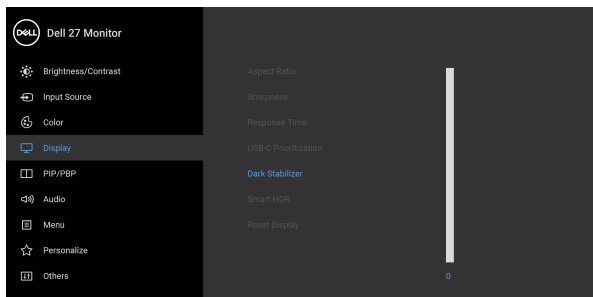 DELL
Dell 27 Monitor
Brightness/Contrast
Input Source
Color
Display
PIP/PBP
Audio
Menu
Personalize
Others
Aspect Ratio
Sharpness
Response Time
USB-C Prioritization
Dark Stabilizer
Smart HDR
Reset Display
0